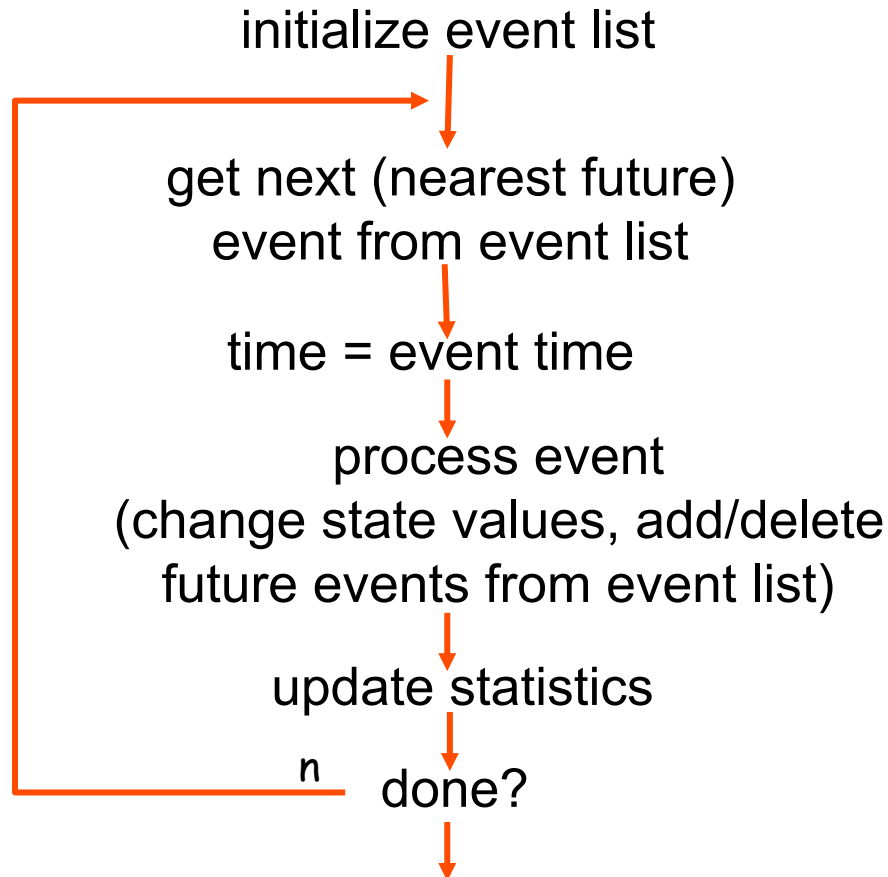 initialize event list
get next (nearest future)
event from event list
time = event time
process event
(change state values, add/delete
future events from event list)
update statistics
n
done?